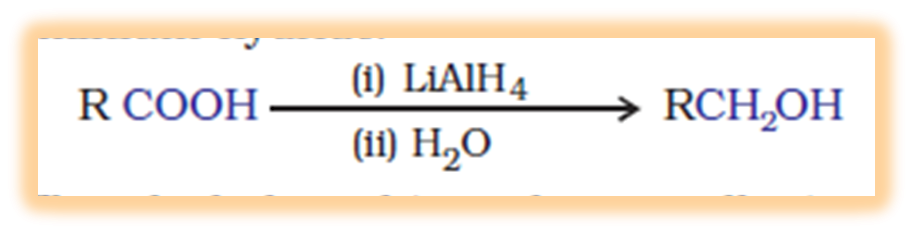 (i) LiAlH₄
R COOH → RCH₂OH
(ii) H₂O